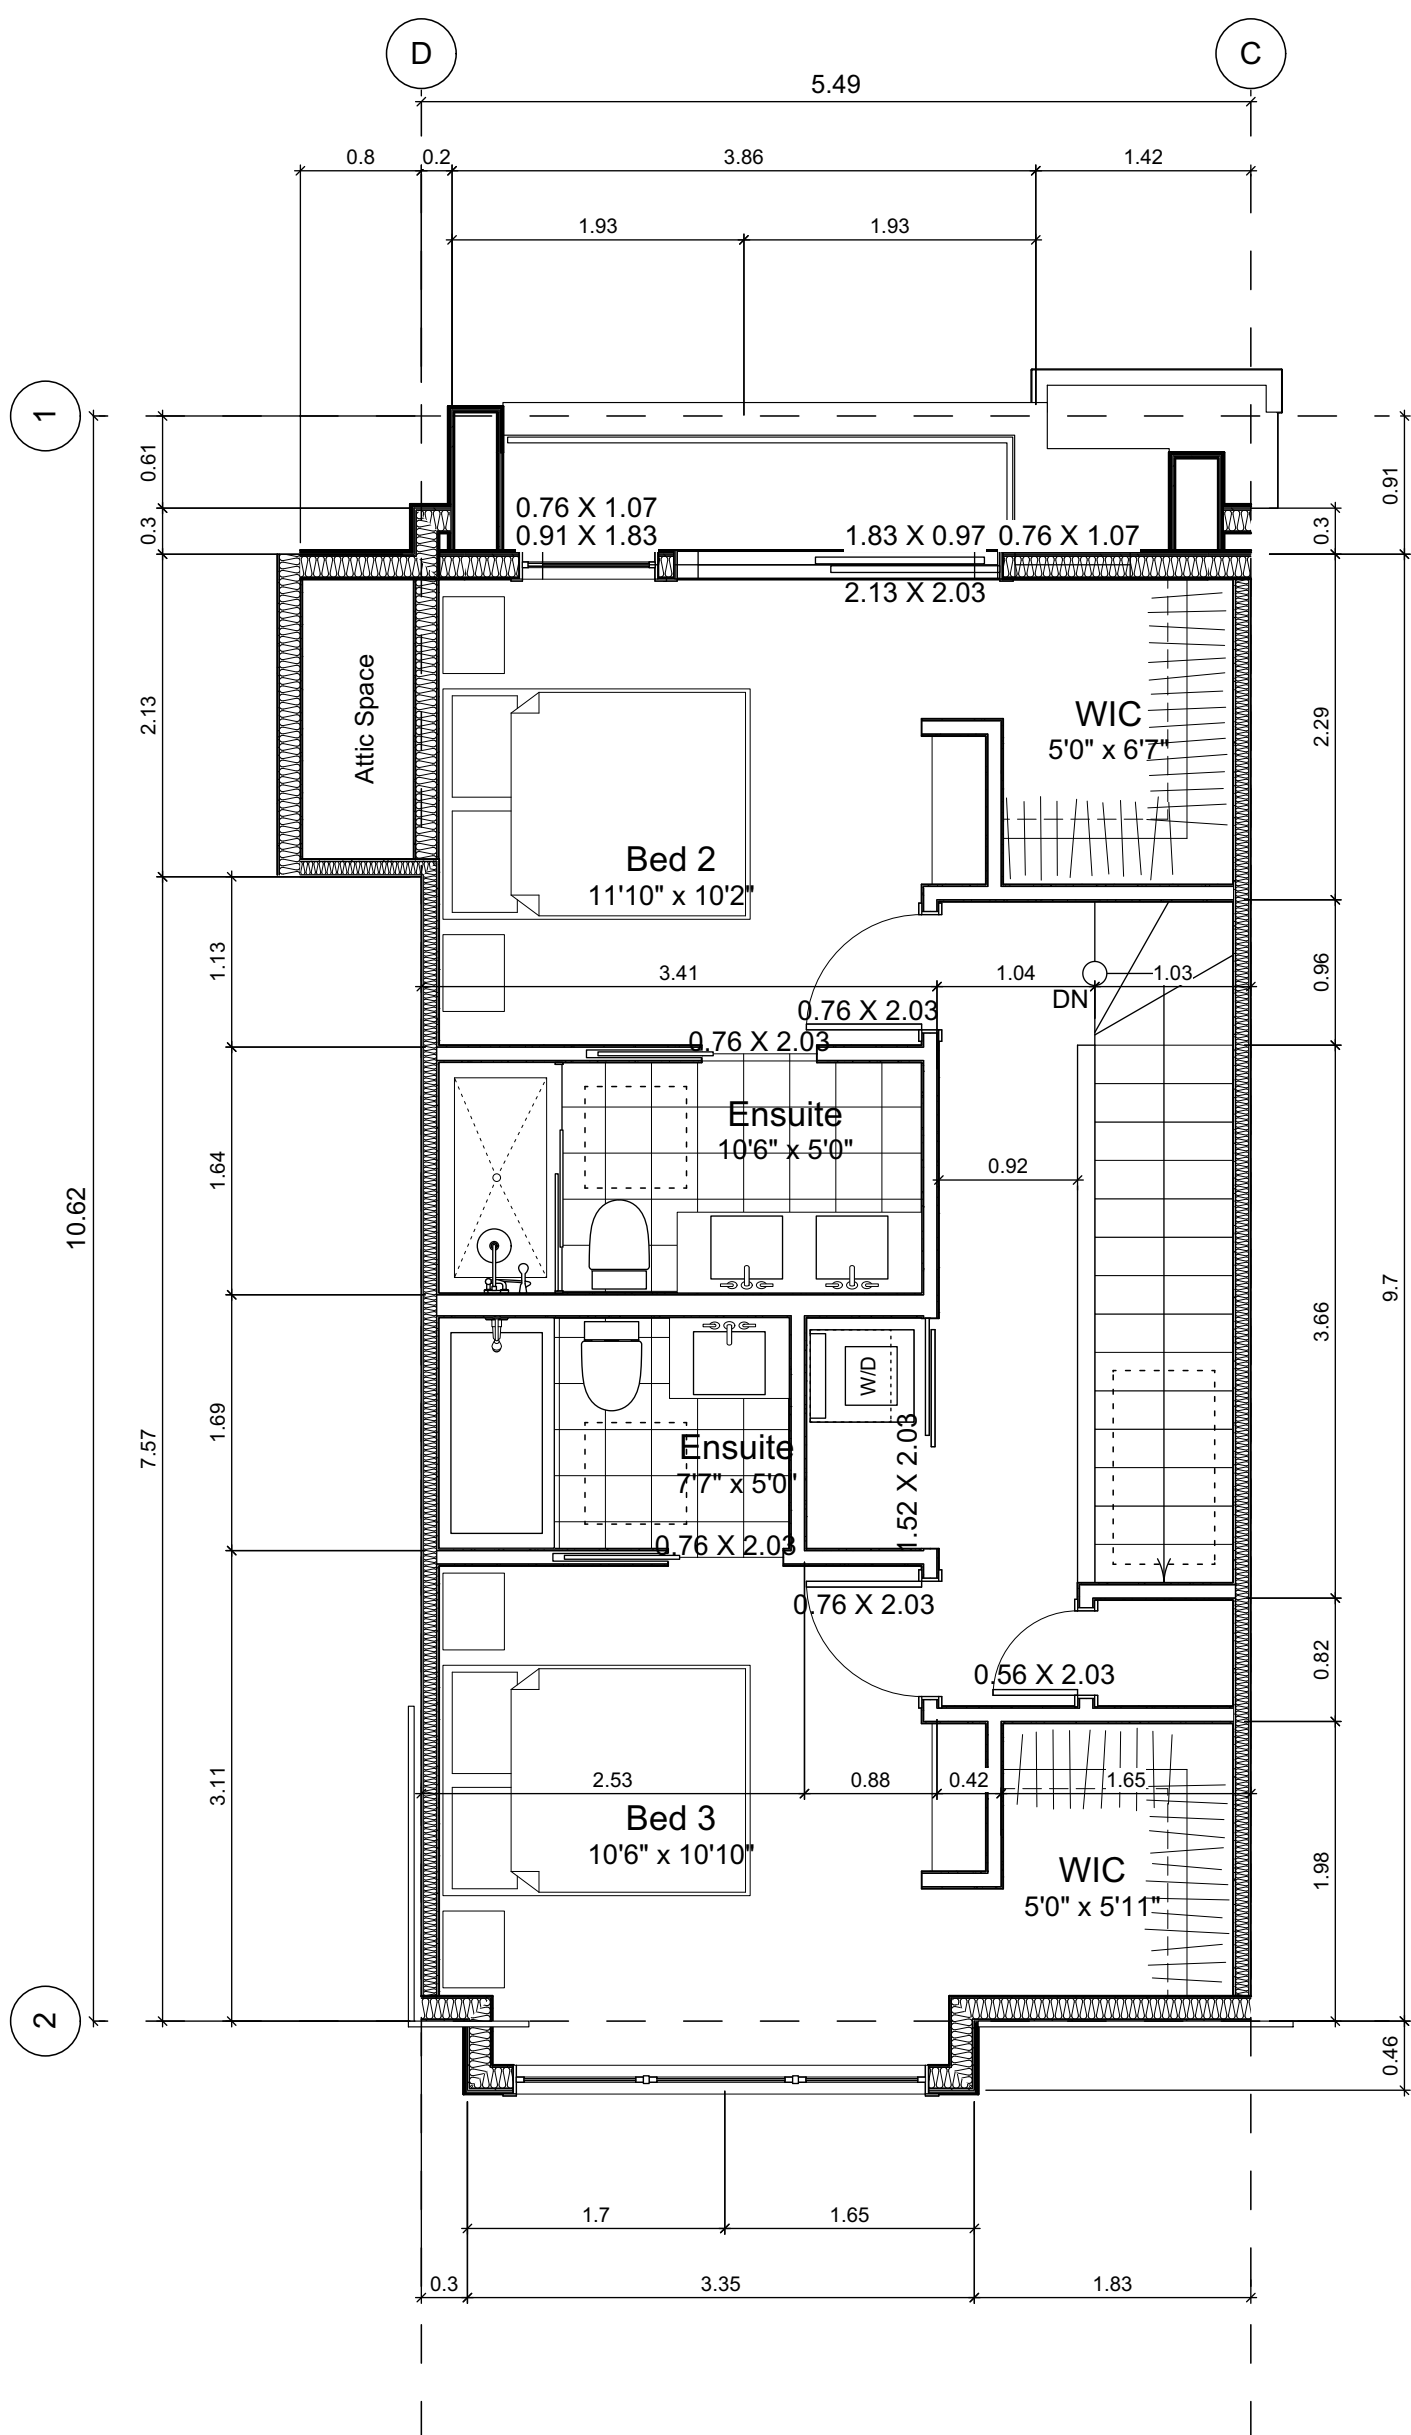 D
C
5.49
0.8
0.2
3.86
1.42
1.93
1.93
1
0.61
0.3
0.91
0.3
0.76 X 1.07
0.91 X 1.83
1.83 X 0.97
0.76 X 1.07
2.13 X 2.03
Attic Space
2.13
WIC
5'0" x 6'7"
2.29
Bed 2
11'10" x 10'2"
1.13
3.41
1.04
1.03
0.96
DN
0.76 X 2.03
0.76 X 2.03
Ensuite
10'6" x 5'0"
1.64
0.92
10.62
9.7
3.66
W/D
1.69
7.57
Ensuite
7'7" x 5'0"
1.52 X 2.03
0.76 X 2.03
0.76 X 2.03
0.56 X 2.03
0.82
3.11
2.53
0.88
0.42
1.65
Bed 3
10'6" x 10'10"
WIC
5'0" x 5'11"
1.98
2
0.46
1.7
1.65
0.3
3.35
1.83